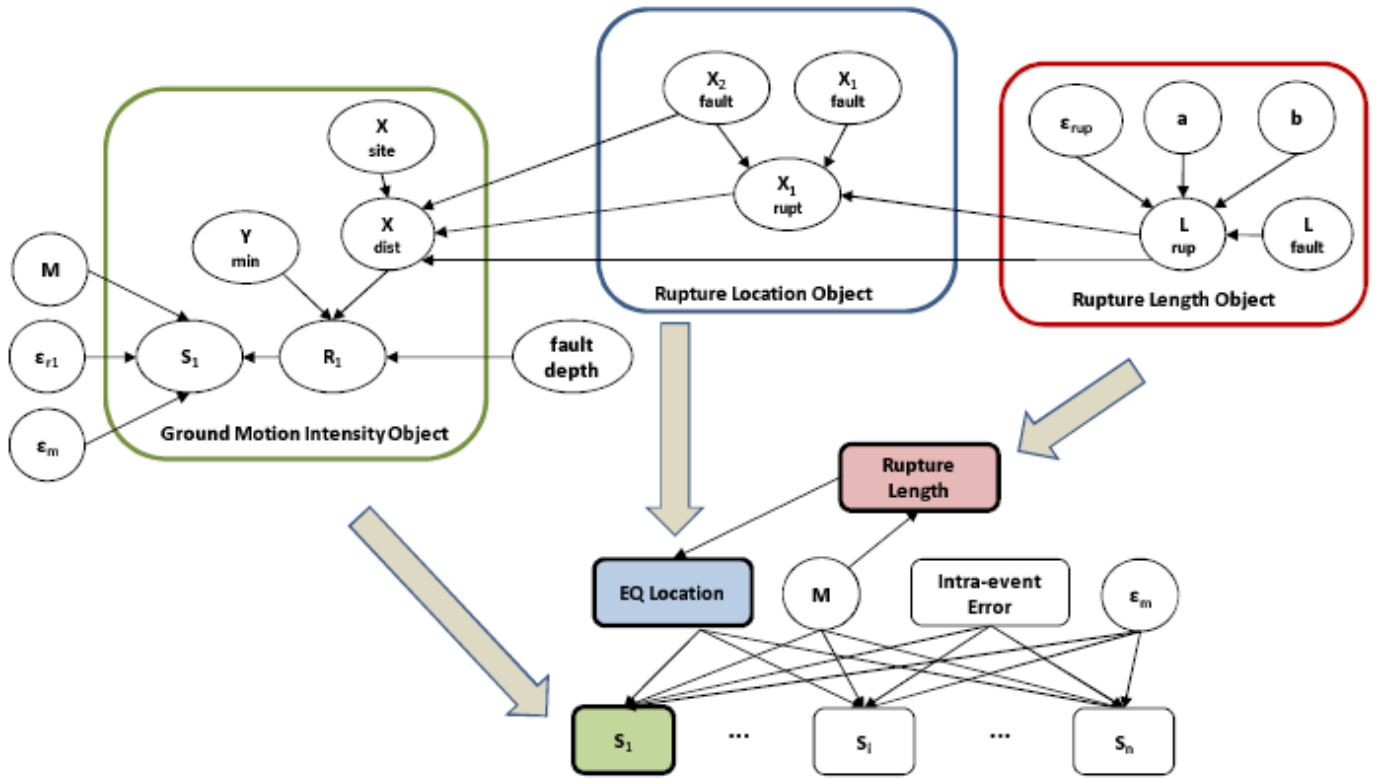 X₂
fault
X₁
fault
X
site
εrup
a
b
X₁
rupt
Y
min
X
dist
L
rup
L
fault
M
Rupture Location Object
Rupture Length Object
εr1
S₁
R₁
fault
depth
εm
Ground Motion Intensity Object
Rupture
Length
EQ Location
M
Intra-event
Error
εm
S₁
...
Si
...
Sn